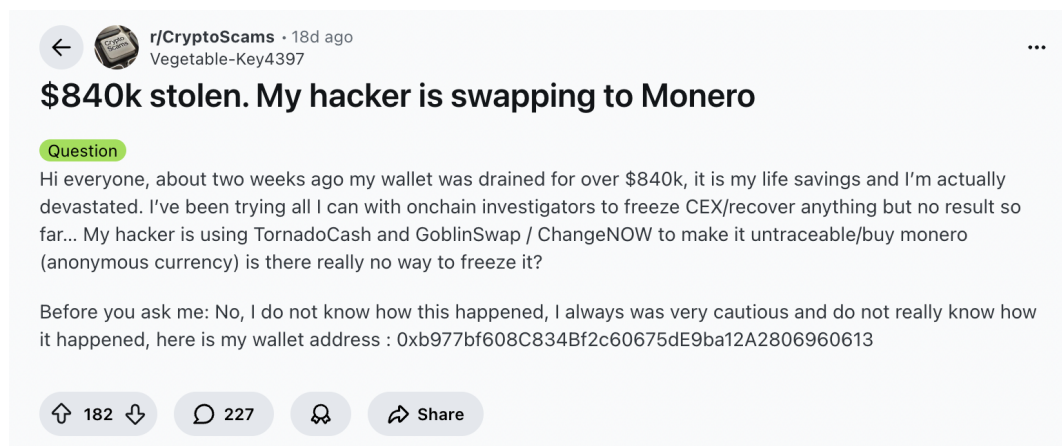 r/CryptoScams • 18d ago
Vegetable-Key4397
$840k stolen. My hacker is swapping to Monero
Question
Hi everyone, about two weeks ago my wallet was drained for over $840k, it is my life savings and I'm actually
devastated. I've been trying all I can with onchain investigators to freeze CEX/recover anything but no result so
far... My hacker is using TornadoCash and GoblinSwap / ChangeNOW to make it untraceable/buy monero
(anonymous currency) is there really no way to freeze it?
Before you ask me: No, I do not know how this happened, I always was very cautious and do not really know how
it happened, here is my wallet address : 0xb977bf608C834Bf2c60675dE9ba12A2806960613
182
227
Share